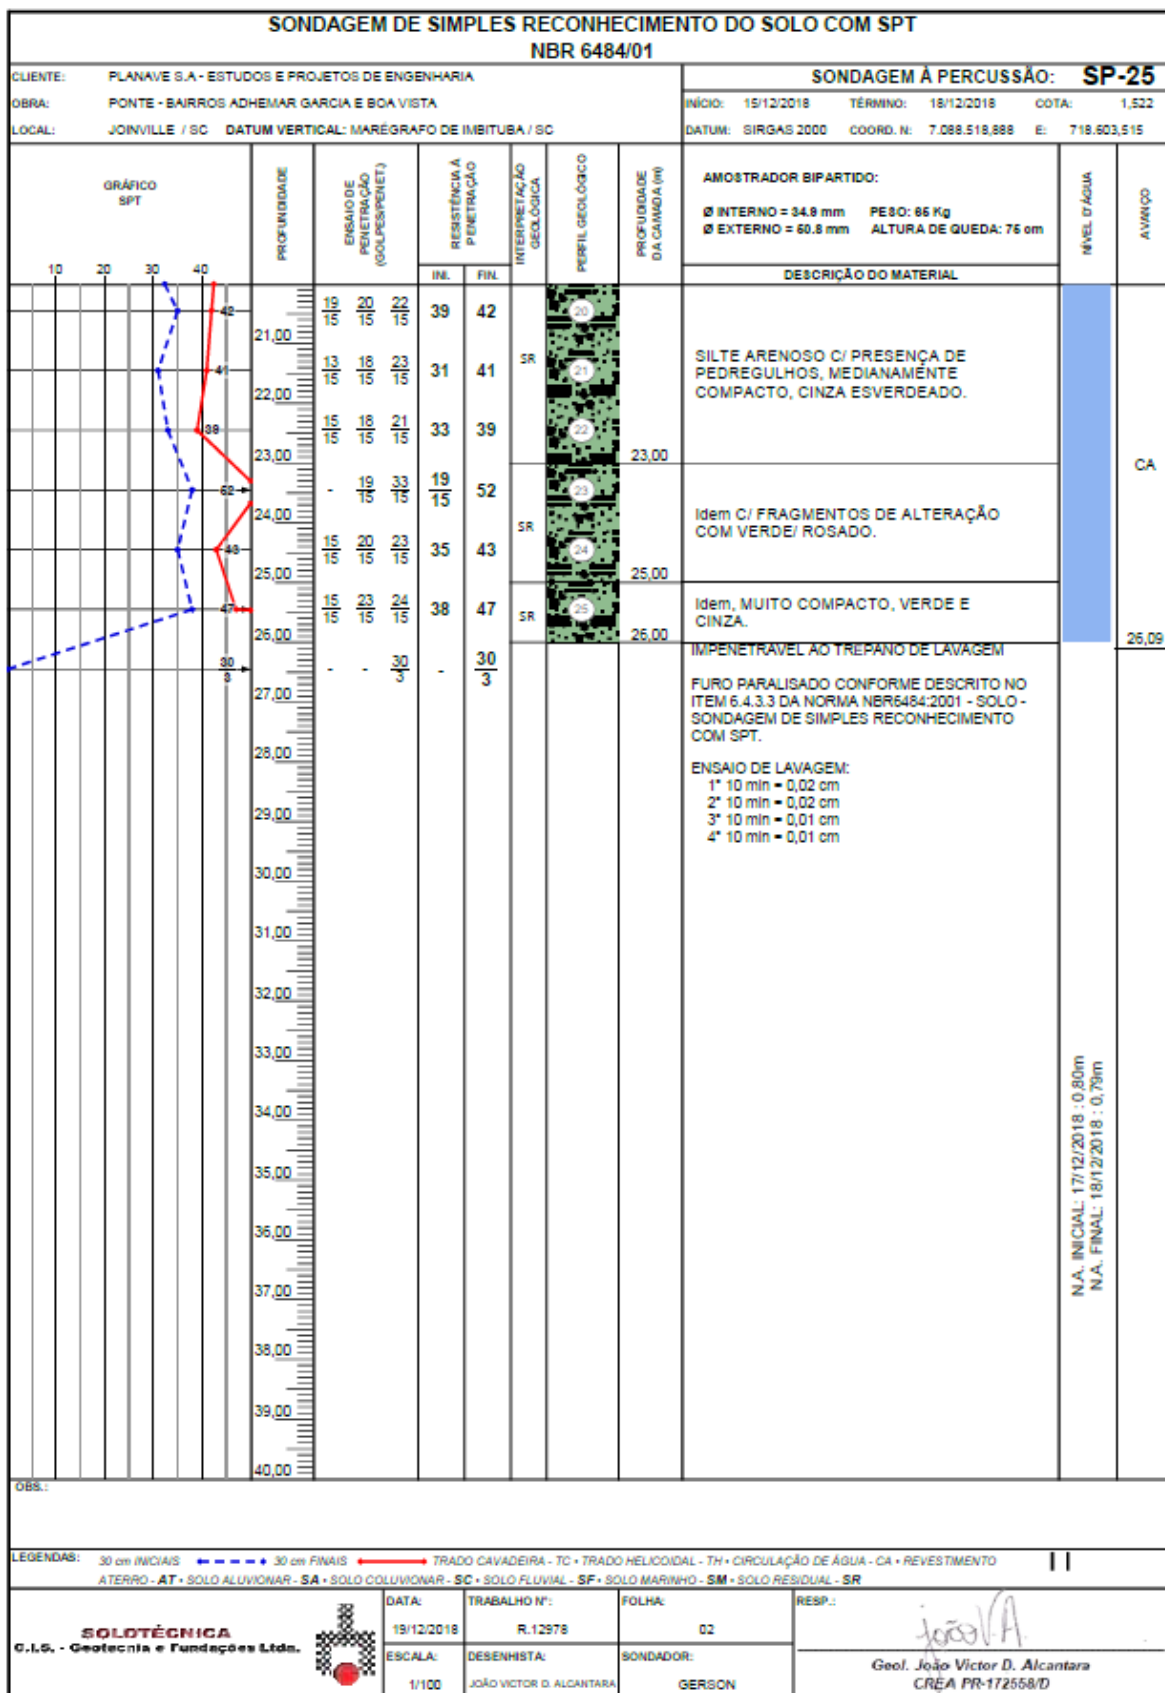 SONDAGEM DE SIMPLES RECONHECIMENTO DO SOLO COM SPT
NBR 6484/01
CLIENTE: PLANAVE S.A - ESTUDOS E PROJETOS DE ENGENHARIA
SONDAGEM À PERCUSSÃO: SP-25
OBRA: PONTE - BAIRROS ADHEMAR GARCIA E BOA VISTA
INÍCIO: 15/12/2018 TÉRMINO: 18/12/2018 COTA: 1,522
LOCAL: JOINVILLE / SC DATUM VERTICAL: MARÉGRAFO DE IMBITUBA / SC
DATUM: SIRGAS 2000 COORD. N: 7.088.518,888 E: 718.603,515
GRÁFICO
SPT
10 20 30 40
PROFUNDIDADE
ENSAIO DE
PENETRAÇÃO
(GOLPES/PENET.)
RESISTÊNCIA À
PENETRAÇÃO
INI. FIN.
INTERPRETAÇÃO
GEOLÓGICA
PERFIL GEOLÓGICO
PROFUDIDADE
DA CAMADA (m)
AMOSTRADOR BIPARTIDO:
Ø INTERNO = 34.9 mm PESO: 65 Kg
Ø EXTERNO = 50.8 mm ALTURA DE QUEDA: 75 cm
DESCRIÇÃO DO MATERIAL
NÍVEL D'ÁGUA
AVANÇO
42 19/15 20/15 22/15 39 42 20
21,00
41 13/15 18/15 23/15 31 41 SR 21
22,00
39 15/15 18/15 21/15 33 39 22
23,00 23,00
SILTE ARENOSO C/ PRESENÇA DE
PEDREGULHOS, MEDIANAMENTE
COMPACTO, CINZA ESVERDEADO.
CA
52 - 19/15 33/15 19/15 52 23
24,00
SR
43 15/15 20/15 23/15 35 43 24
25,00 25,00
Idem C/ FRAGMENTOS DE ALTERAÇÃO
COM VERDE/ ROSADO.
47 15/15 23/15 24/15 38 47 SR 25
26,00 26,00
Idem, MUITO COMPACTO, VERDE E
CINZA.
26,09
30/3 - - 30/3 - 30/3
27,00
IMPENETRAVEL AO TREPANO DE LAVAGEM
FURO PARALISADO CONFORME DESCRITO NO
ITEM 6.4.3.3 DA NORMA NBR6484:2001 - SOLO -
SONDAGEM DE SIMPLES RECONHECIMENTO
COM SPT.
ENSAIO DE LAVAGEM:
1° 10 min = 0,02 cm
2° 10 min = 0,02 cm
3° 10 min = 0,01 cm
4° 10 min = 0,01 cm
28,00
29,00
30,00
31,00
32,00
33,00
34,00
35,00
36,00
37,00
38,00
39,00
40,00
N.A. INICIAL: 17/12/2018 : 0,80m
N.A. FINAL: 18/12/2018 : 0,79m
OBS.:
LEGENDAS: 30 cm INICIAIS 30 cm FINAIS TRADO CAVADEIRA - TC • TRADO HELICOIDAL - TH • CIRCULAÇÃO DE ÁGUA - CA • REVESTIMENTO
ATERRO - AT • SOLO ALUVIONAR - SA • SOLO COLUVIONAR - SC • SOLO FLUVIAL - SF • SOLO MARINHO - SM • SOLO RESIDUAL - SR
SOLOTÉCNICA
C.I.S. - Geotecnia e Fundações Ltda.
DATA: TRABALHO N°: FOLHA: RESP.:
19/12/2018 R.12978 02
João V A.
ESCALA: DESENHISTA: SONDADOR:
1/100 JOÃO VICTOR D. ALCANTARA GERSON
Geol. João Victor D. Alcantara
CREA PR-172558/D